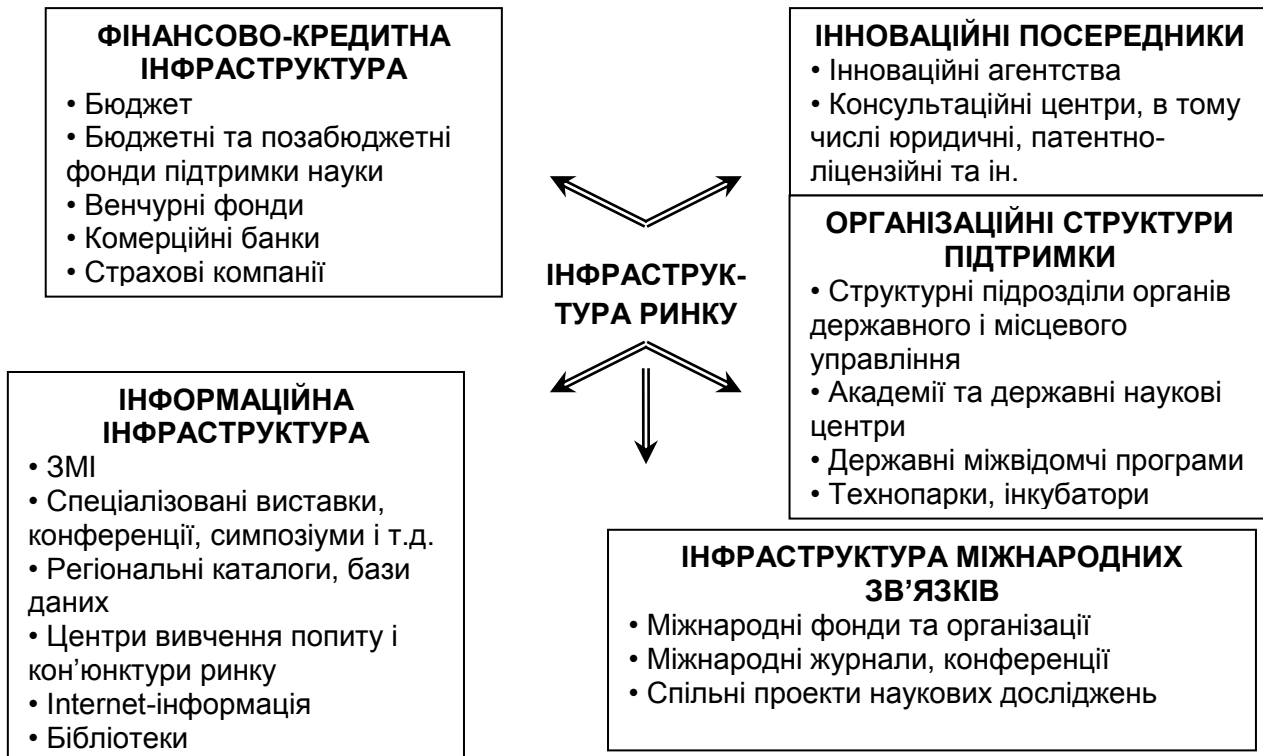 ФІНАНСОВО-КРЕДИТНА
ІНФРАСТРУКТУРА
• Бюджет
• Бюджетні та позабюджетні
фонди підтримки науки
• Венчурні фонди
• Комерційні банки
• Страхові компанії
ІННОВАЦІЙНІ ПОСЕРЕДНИКИ
• Інноваційні агентства
• Консультаційні центри, в тому
числі юридичні, патентно-
ліцензійні та ін.
ОРГАНІЗАЦІЙНІ СТРУКТУРИ
ПІДТРИМКИ
• Структурні підрозділи органів
державного і місцевого
управління
• Академії та державні наукові
центри
• Державні міжвідомчі програми
• Технопарки, інкубатори
ІНФРАСТРУК-
ТУРА РИНКУ
ІНФОРМАЦІЙНА
ІНФРАСТРУКТУРА
• ЗМІ
• Спеціалізовані виставки,
конференції, симпозіуми і т.д.
• Регіональні каталоги, бази
даних
• Центри вивчення попиту і
кон’юнктури ринку
• Internet-інформація
• Бібліотеки
ІНФРАСТРУКТУРА МІЖНАРОДНИХ
ЗВ’ЯЗКІВ
• Міжнародні фонди та організації
• Міжнародні журнали, конференції
• Спільні проекти наукових досліджень